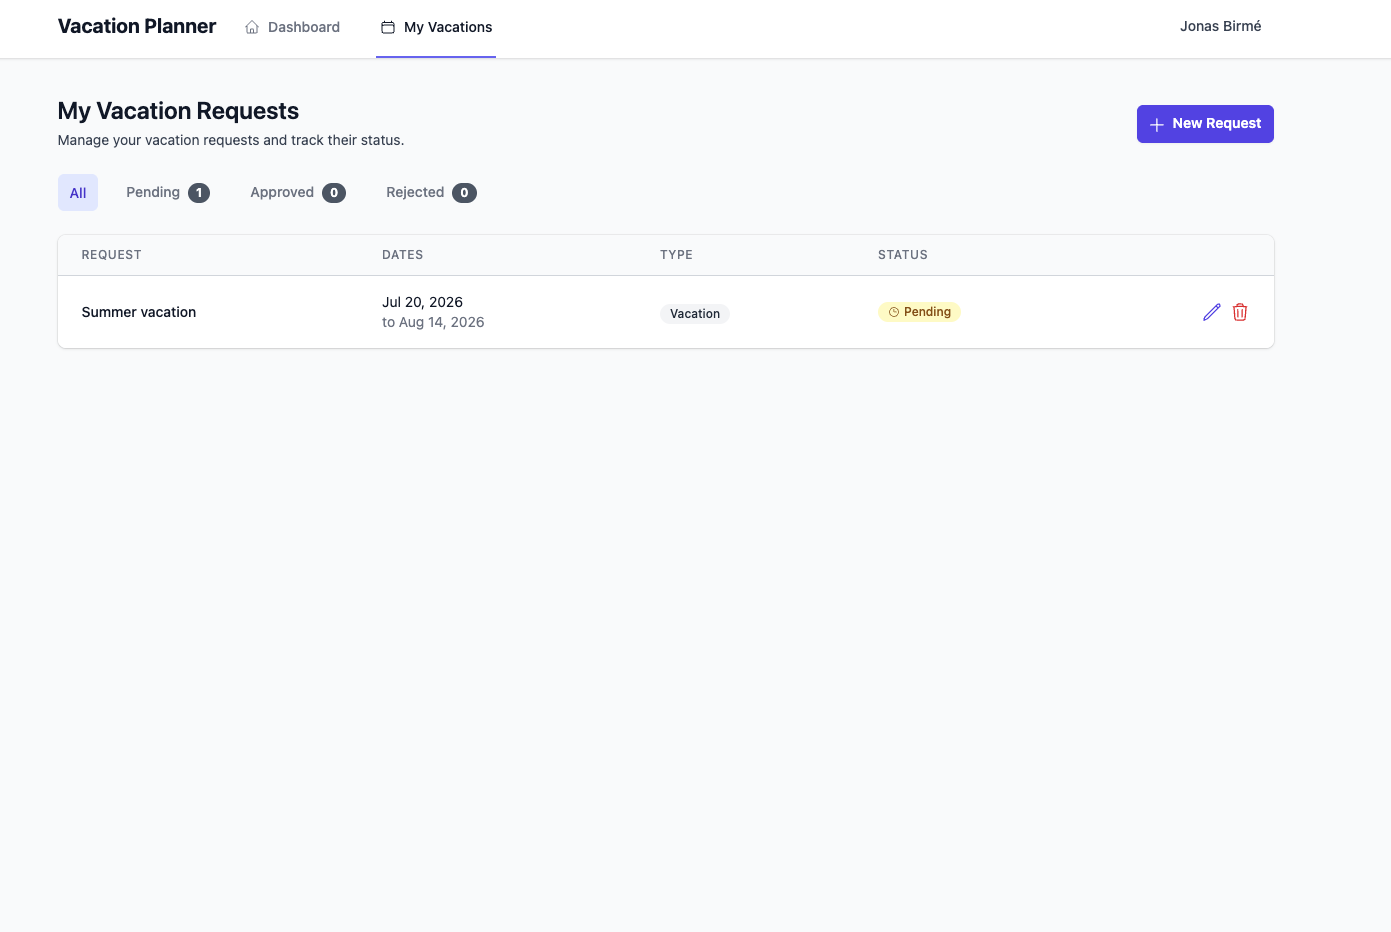 Vacation Planner
Dashboard
My Vacations
Jonas Birmé
My Vacation Requests
Manage your vacation requests and track their status.
New Request
All
Pending 1
Approved 0
Rejected 0
REQUEST DATES TYPE STATUS
Summer vacation
Jul 20, 2026
to Aug 14, 2026
Vacation
Pending